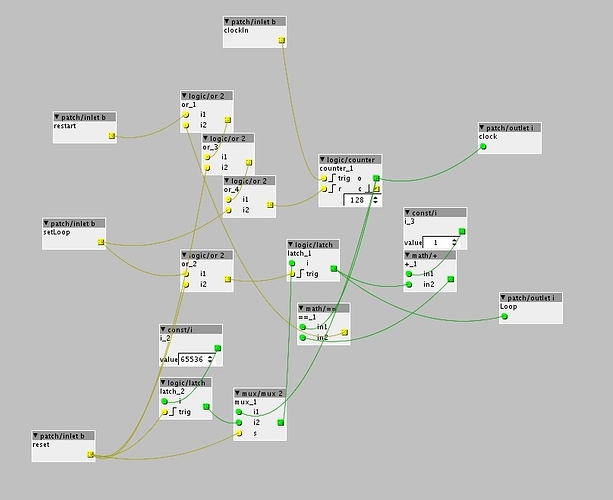 patch/inlet b
clockIn
logic/or 2
or_1
i1
i2
patch/inlet b
restart
logic/or 2
or_3
i1
i2
logic/or 2
or_4
i1
i2
logic/counter
counter_1
trig o
r c
128
patch/outlet i
clock
const/i
i_3
value 1
math/+
+_1
in1
in2
patch/inlet b
setLoop
logic/or 2
or_2
i1
i2
logic/latch
latch_1
i
trig
math/==
==_1
in1
in2
patch/outlet i
Loop
const/i
i_2
value 65536
logic/latch
latch_2
i
trig
mux/mux 2
mux_1
i1
i2
s
patch/inlet b
reset